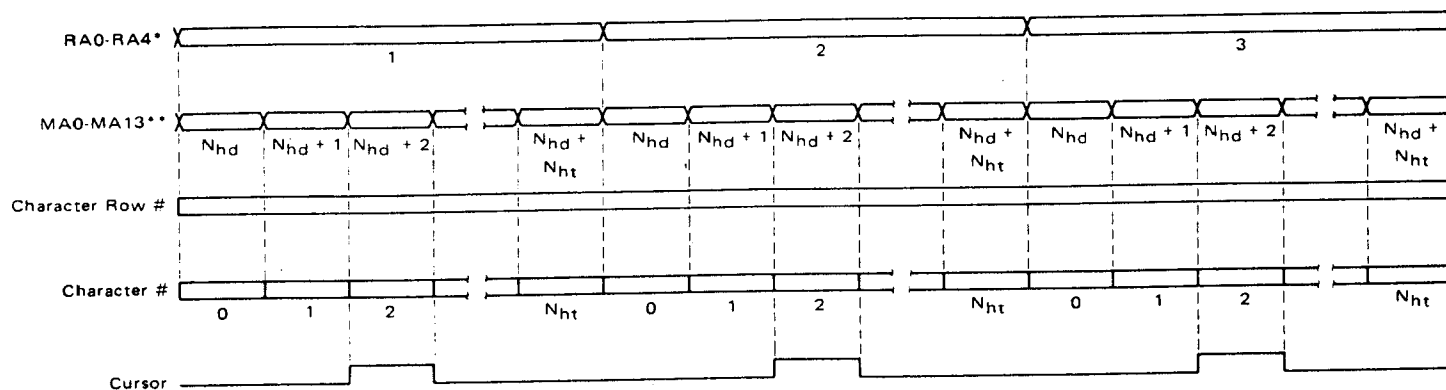 RA0-RA4*
1 2 3
MA0-MA13**
Nhd Nhd + 1 Nhd + 2 Nhd + Nht Nhd Nhd + 1 Nhd + 2 Nhd + Nht Nhd Nhd + 1 Nhd + 2 Nhd + Nht
Character Row #
Character #
0 1 2 Nht 0 1 2 Nht 0 1 2 Nht
Cursor